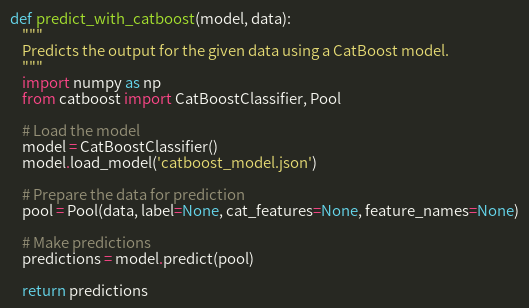 def predict_with_catboost(model, data):
    """
    Predicts the output for the given data using a CatBoost model.
    """
    import numpy as np
    from catboost import CatBoostClassifier, Pool

    # Load the model
    model = CatBoostClassifier()
    model.load_model('catboost_model.json')

    # Prepare the data for prediction
    pool = Pool(data, label=None, cat_features=None, feature_names=None)

    # Make predictions
    predictions = model.predict(pool)

    return predictions